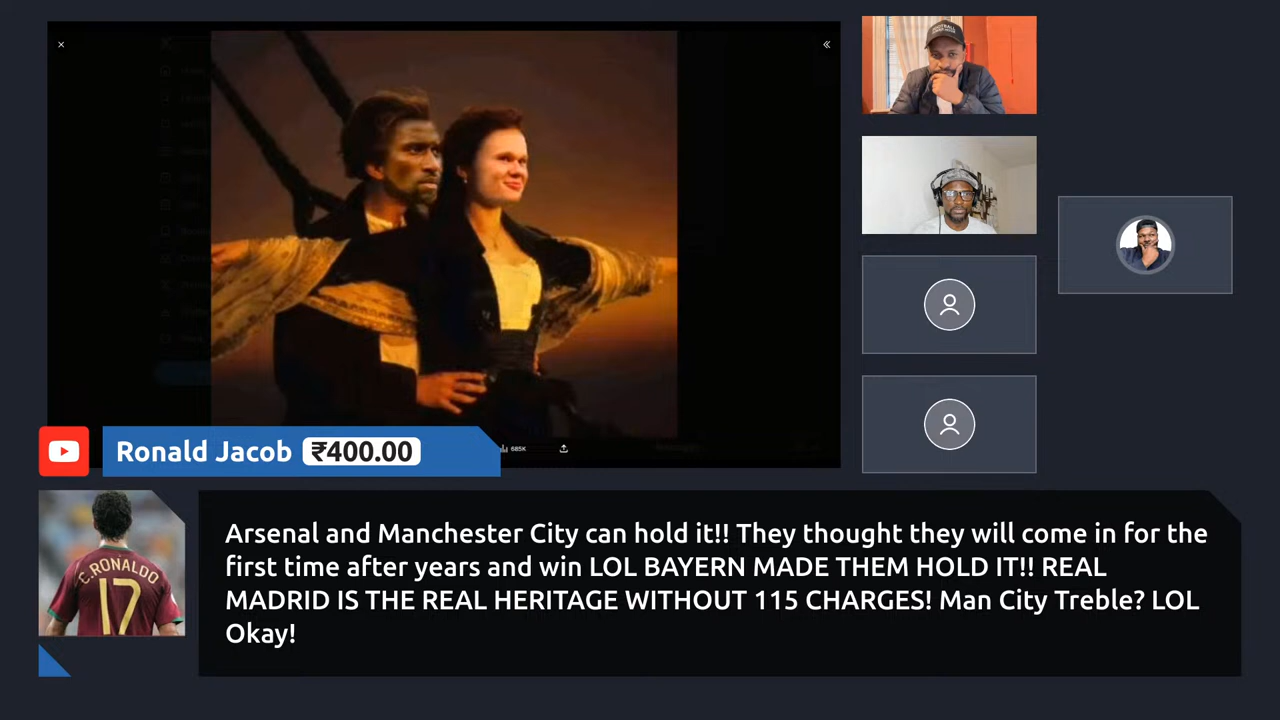 FOOTBALL
685K
Ronald Jacob ₹400.00
C.RONALDO
17
Arsenal and Manchester City can hold it!! They thought they will come in for the
first time after years and win LOL BAYERN MADE THEM HOLD IT!! REAL
MADRID IS THE REAL HERITAGE WITHOUT 115 CHARGES! Man City Treble? LOL
Okay!